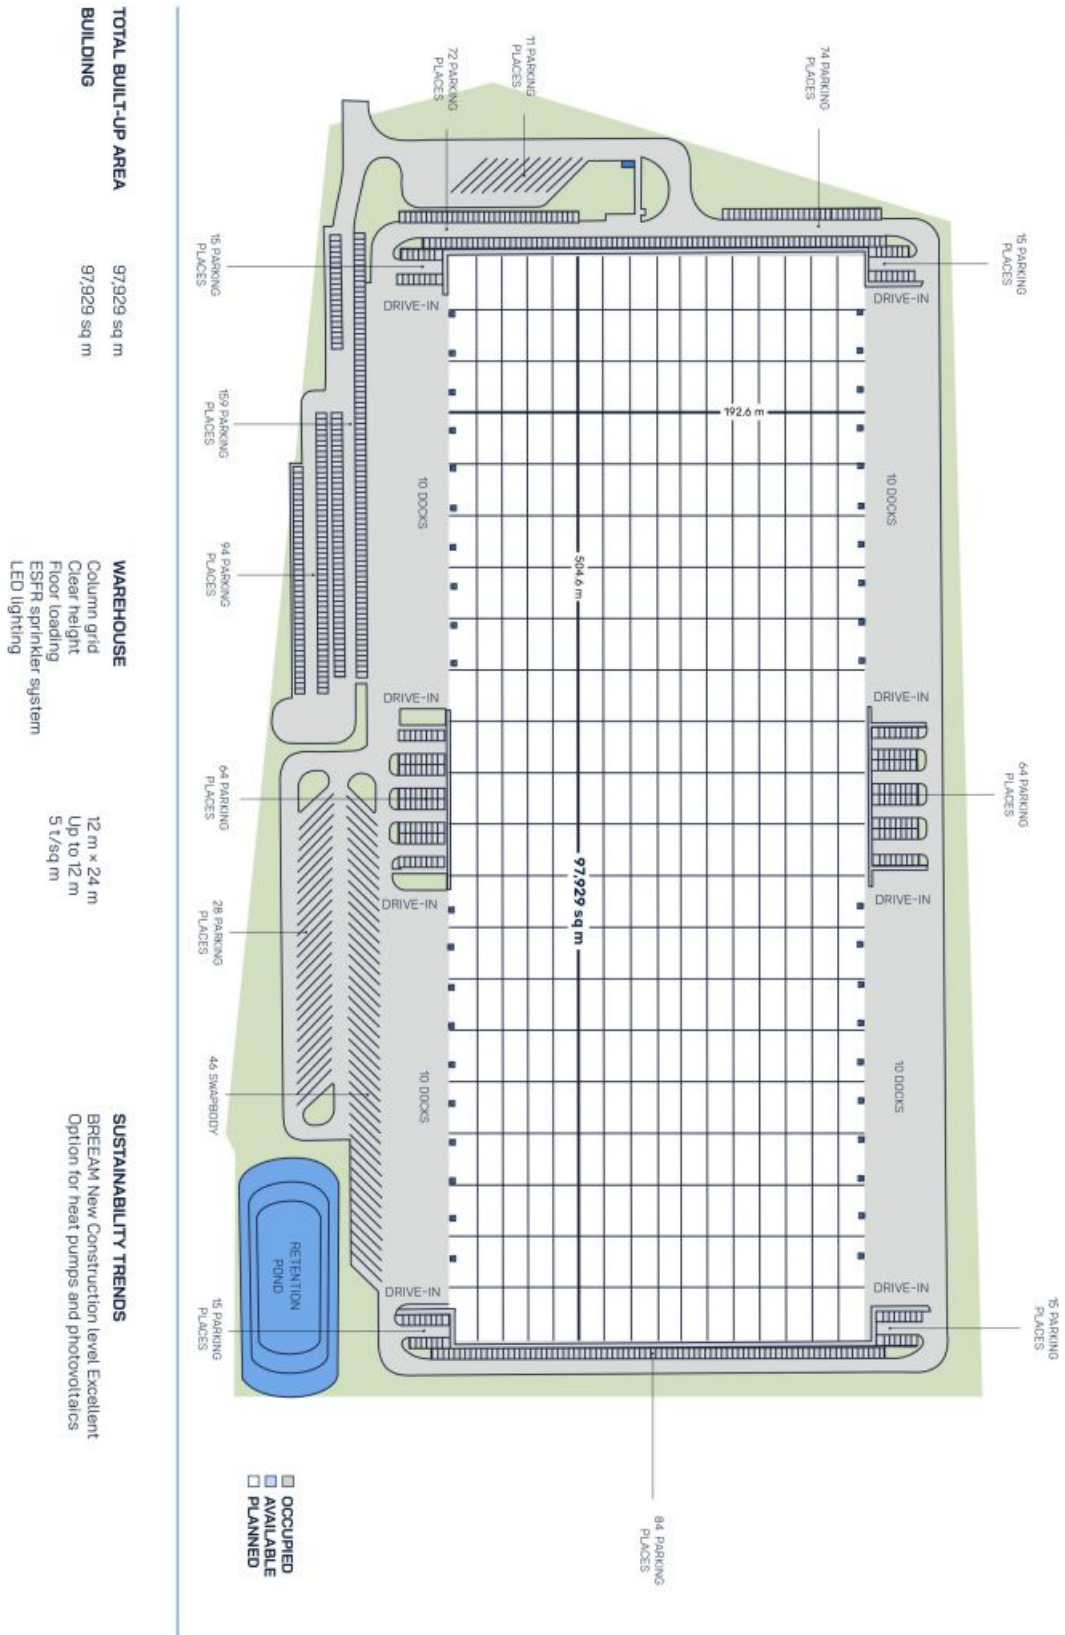 15 PARKING
PLACES
64 PARKING
PLACES
15 PARKING
PLACES
DRIVE-IN
10 DOCKS
DRIVE-IN
DRIVE-IN
10 DOCKS
DRIVE-IN
74 PARKING
PLACES
192.6 m
84 PARKING
PLACES
504.6 m
97,929 sq m
11 PARKING
PLACES
72 PARKING
PLACES
DRIVE-IN
10 DOCKS
DRIVE-IN
DRIVE-IN
10 DOCKS
DRIVE-IN
15 PARKING
PLACES
159 PARKING
PLACES
94 PARKING
PLACES
64 PARKING
PLACES
28 PARKING
PLACES
46 SWAPBODY
RETENTION
POND
15 PARKING
PLACES
OCCUPIED
AVAILABLE
PLANNED
TOTAL BUILT-UP AREA 97,929 sq m
BUILDING 97,929 sq m
WAREHOUSE
Column grid 12 m × 24 m
Clear height Up to 12 m
Floor loading 5 t/sq m
ESFR sprinkler system
LED lighting
SUSTAINABILITY TRENDS
BREEAM New Construction level Excellent
Option for heat pumps and photovoltaics